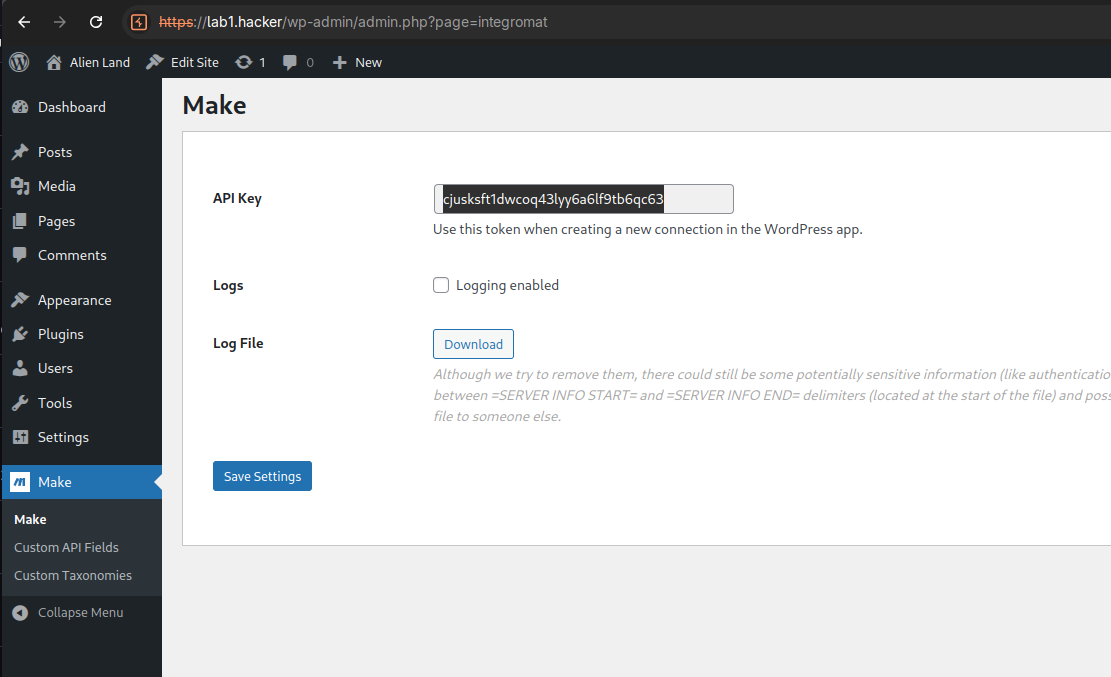 https://lab1.hacker/wp-admin/admin.php?page=integromat
Alien Land Edit Site 1 0 New
Dashboard
Posts
Media
Pages
Comments
Appearance
Plugins
Users
Tools
Settings
Make
Make
Custom API Fields
Custom Taxonomies
Collapse Menu
Make
API Key cjusksft1dwcoq43lyy6a6lf9tb6qc63
Use this token when creating a new connection in the WordPress app.
Logs Logging enabled
Log File Download
Although we try to remove them, there could still be some potentially sensitive information (like authenticatio
between =SERVER INFO START= and =SERVER INFO END= delimiters (located at the start of the file) and poss
file to someone else.
Save Settings